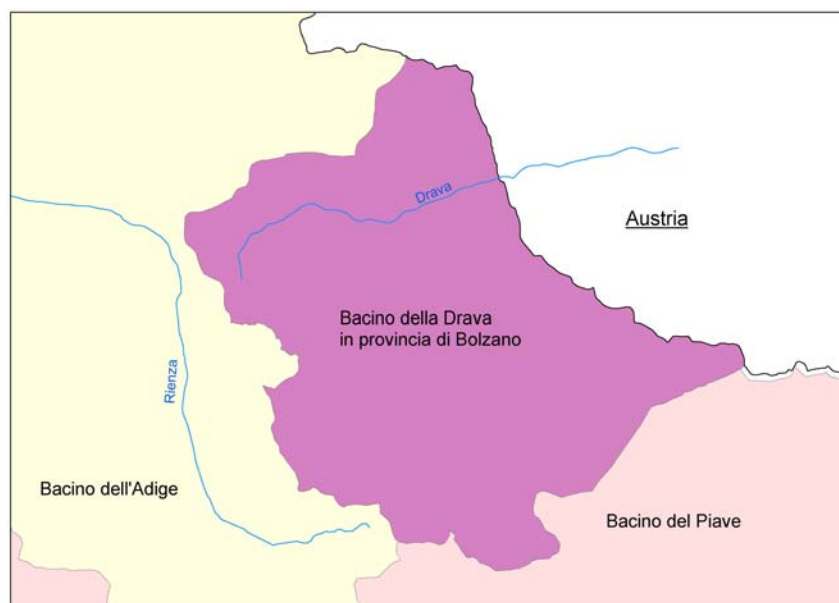 Drava
Austria
Bacino della Drava
in provincia di Bolzano
Rienza
Bacino dell'Adige
Bacino del Piave